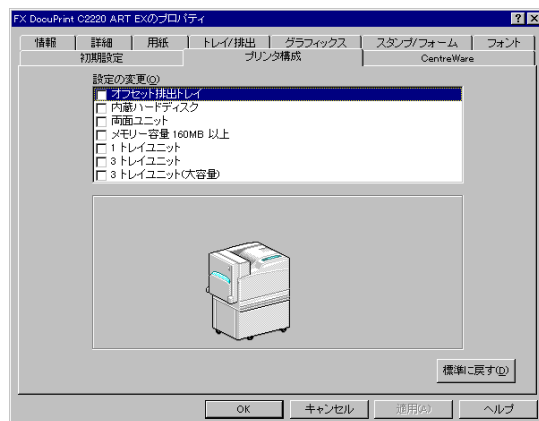 FX DocuPrint C2220 ART EXのプロパティ
情報 詳細 用紙 トレイ/排出 グラフィックス スタンプ/フォーム フォント
初期設定 プリンタ構成 CentreWare
設定の変更(O)
オフセット排出トレイ
内蔵ハードディスク
両面ユニット
メモリー容量 160MB 以上
1 トレイユニット
3 トレイユニット
3 トレイユニット(大容量)
標準に戻す(D)
OK キャンセル 適用(A) ヘルプ